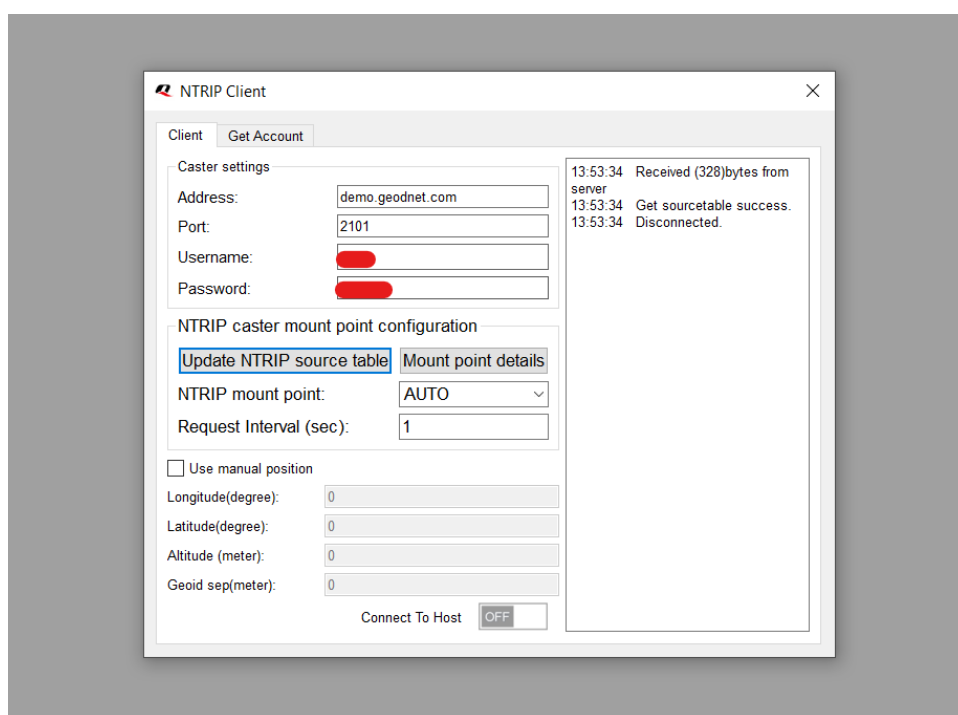 NTRIP Client
Client
Get Account
Caster settings
Address:
demo.geodnet.com
Port:
2101
Username:
Password:
NTRIP caster mount point configuration
Update NTRIP source table
Mount point details
NTRIP mount point:
AUTO
Request Interval (sec):
1
Use manual position
Longitude(degree):
0
Latitude(degree):
0
Altitude (meter):
0
Geoid sep(meter):
0
Connect To Host
OFF
13:53:34 Received (328)bytes from
server
13:53:34 Get sourcetable success.
13:53:34 Disconnected.